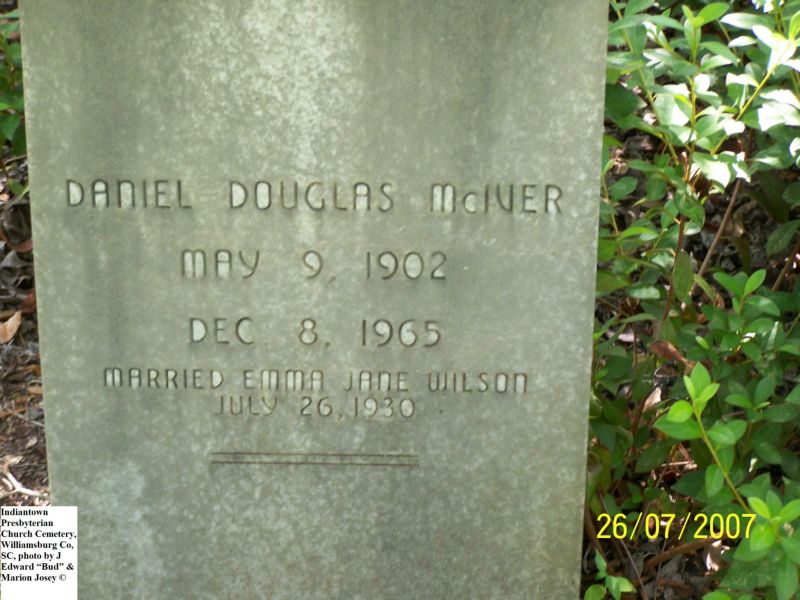 DANIEL DOUGLAS McIVER
MAY 9, 1902
DEC. 8, 1965
MARRIED EMMA JANE WILSON
JULY 26, 1930
Indiantown
Presbyterian
Church Cemetery,
Williamsburg Co,
SC, photo by J
Edward “Bud” &
Marion Josey ©
26/07/2007